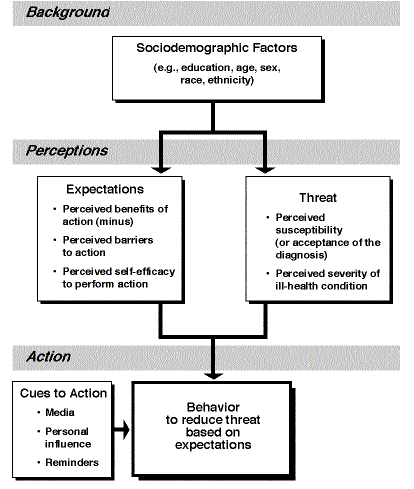 Background
Sociodemographic Factors
(e.g., education, age, sex,
race, ethnicity)
Perceptions
Expectations
• Perceived benefits of
action (minus)
• Perceived barriers
to action
• Perceived self-efficacy
to perform action
Threat
• Perceived
susceptibility
(or acceptance of the
diagnosis)
• Perceived severity of
ill-health condition
Action
Cues to Action
• Media
• Personal
influence
• Reminders
Behavior
to reduce threat
based on
expectations